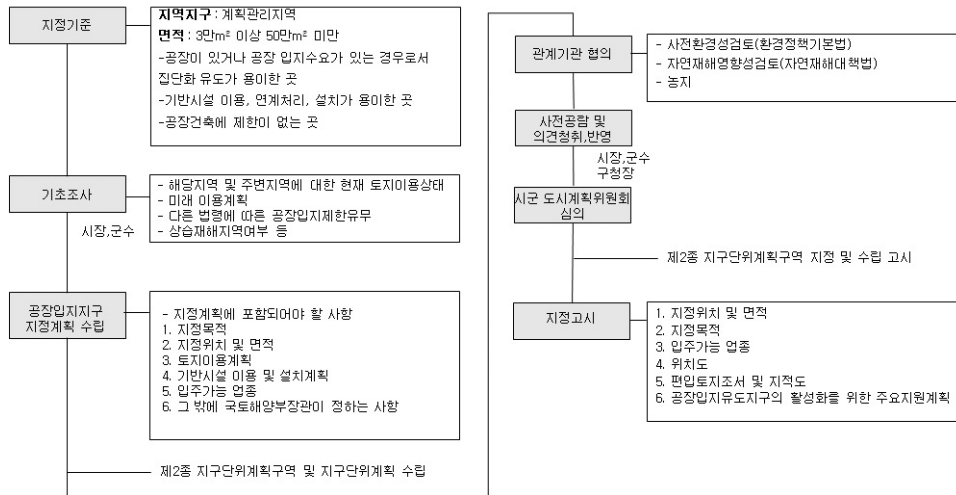 지정기준
지역지구 : 계획관리지역
면적 : 3만m² 이상 50만m² 미만
-공장이 있거나 공장 입지수요가 있는 경우로서
집단화 유도가 용이한 곳
-기반시설 이용, 연계처리, 설치가 용이한 곳
-공장건축에 제한이 없는 곳
기초조사
시장,군수
- 해당지역 및 주변지역에 대한 현재 토지이용상태
- 미래 이용계획
- 다른 법령에 따른 공장입지제한유무
- 상습재해지역여부 등
공장입지지구
지정계획 수립
- 지정계획에 포함되어야 할 사항
1. 지정목적
2. 지정위치 및 면적
3. 토지이용계획
4. 기반시설 이용 및 설치계획
5. 입주가능 업종
6. 그 밖에 국토해양부장관이 정하는 사항
제2종 지구단위계획구역 및 지구단위계획 수립
관계기관 협의
- 사전환경성검토(환경정책기본법)
- 자연재해영향성검토(자연재해대책법)
- 농지
사전공람 및
의견청취,반영
시장,군수
구청장
시군 도시계획위원회
심의
제2종 지구단위계획구역 지정 및 수립 고시
지정고시
1. 지정위치 및 면적
2. 지정목적
3. 입주가능 업종
4. 위치도
5. 편입토지조서 및 지적도
6. 공장입지유도지구의 활성화를 위한 주요지원계획